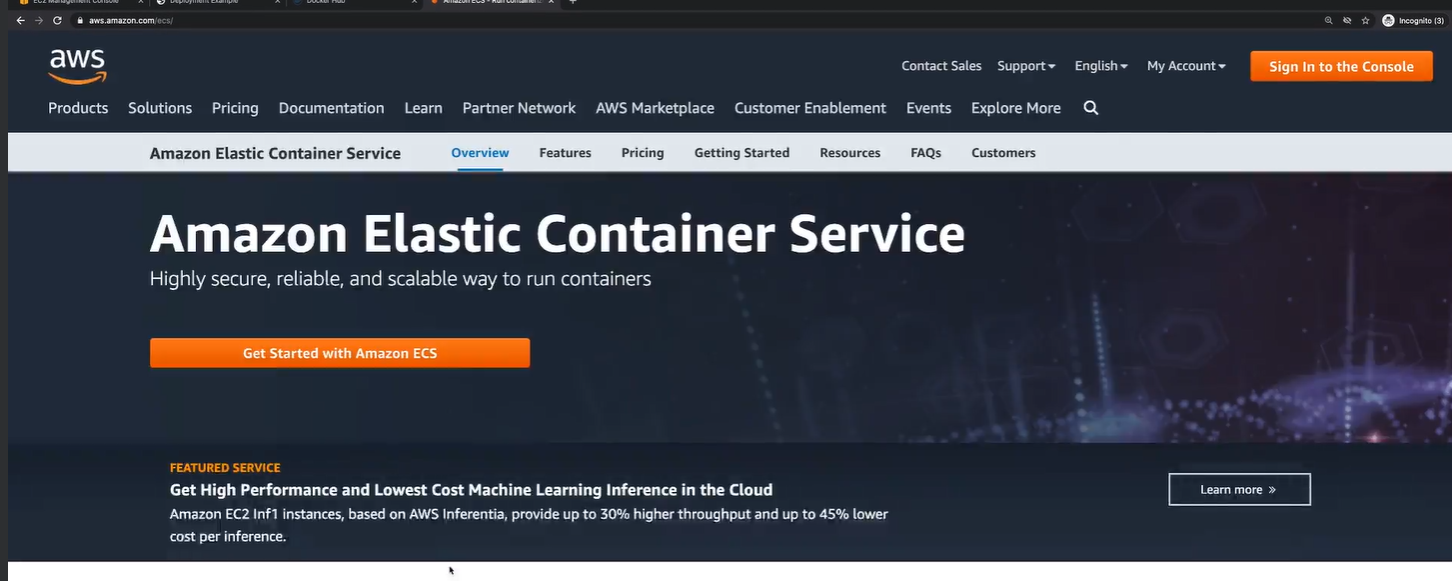 EC2 Management Console
Deployment Example
Docker Hub
Amazon ECS - Run container
aws.amazon.com/ecs/
Incognito (3)
aws
Contact Sales Support English My Account Sign In to the Console
Products Solutions Pricing Documentation Learn Partner Network AWS Marketplace Customer Enablement Events Explore More
Amazon Elastic Container Service Overview Features Pricing Getting Started Resources FAQs Customers
Amazon Elastic Container Service
Highly secure, reliable, and scalable way to run containers
Get Started with Amazon ECS
FEATURED SERVICE
Get High Performance and Lowest Cost Machine Learning Inference in the Cloud
Amazon EC2 Inf1 instances, based on AWS Inferentia, provide up to 30% higher throughput and up to 45% lower
cost per inference.
Learn more »